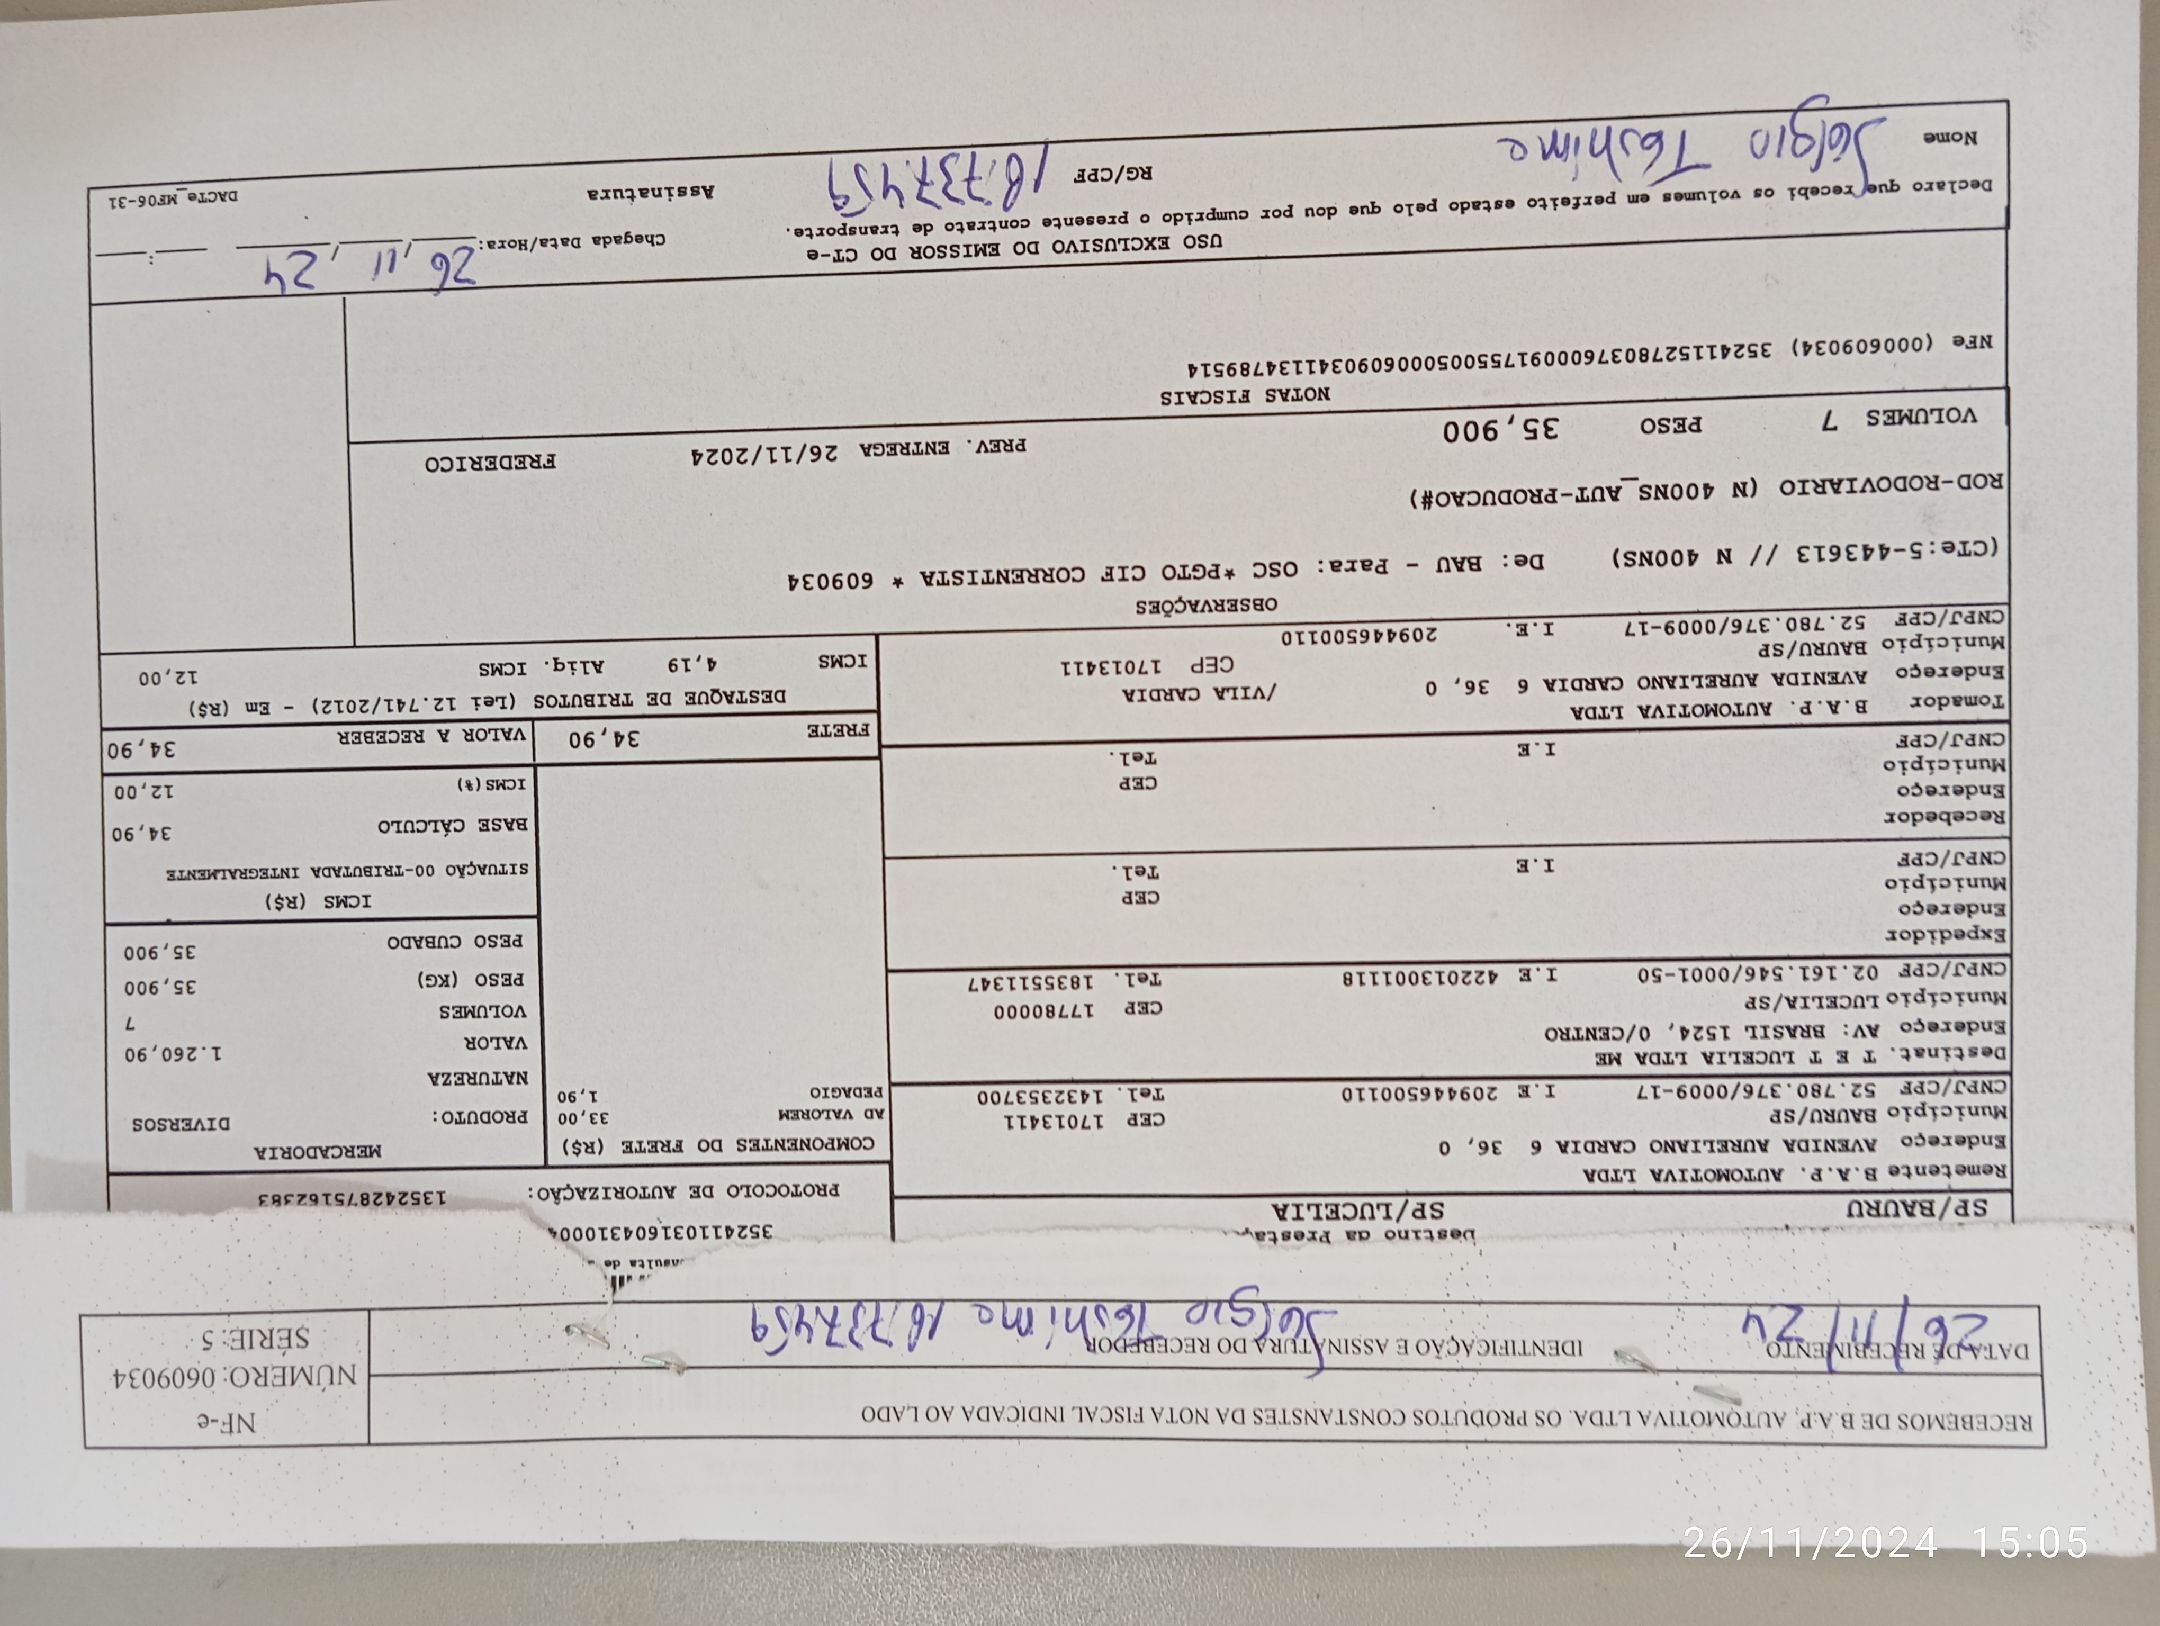 RECEBEMOS DE B.A.P. AUTOMOTIVA LTDA. OS PRODUTOS CONSTANSTES DA NOTA FISCAL INDICADA AO LADO
NF-e
NÚMERO: 0609034
SÉRIE: 5
DATA DE RECEBIMENTO
26/11/24
IDENTIFICAÇÃO E ASSINATURA DO RECEBEDOR
Sérgio Toshime 18.737.459
nsulta de
Destino da Presta
35241103160431000
SP/BAURU
SP/LUCELIA
PROTOCOLO DE AUTORIZAÇÃO: 135242875162383
Remetente B.A.P. AUTOMOTIVA LTDA
Endereço AVENIDA AURELIANO CARDIA 6 36, 0
Município BAURU/SP CEP 17013411
CNPJ/CPF 52.780.376/0009-17 I.E 209446500110 Tel. 1432353700
Destinat. T E T LUCELIA LTDA ME
Endereço AV: BRASIL 1524, 0/CENTRO
Município LUCELIA/SP CEP 17780000
CNPJ/CPF 02.161.546/0001-50 I.E 422013001118 Tel. 1835511347
Expedidor
Endereço
Município CEP
CNPJ/CPF I.E Tel.
Recebedor
Endereço
Município CEP
CNPJ/CPF I.E Tel.
Tomador B.A.P. AUTOMOTIVA LTDA
Endereço AVENIDA AURELIANO CARDIA 6 36, 0 /VILA CARDIA
Município BAURU/SP CEP 17013411
CNPJ/CPF 52.780.376/0009-17 I.E. 209446500110
COMPONENTES DO FRETE (R$)
AD VALOREM 33,00
PEDAGIO 1,90
MERCADORIA
PRODUTO: DIVERSOS
NATUREZA
VALOR 1.260,90
VOLUMES 7
PESO (KG) 35,900
PESO CUBADO 35,900
ICMS (R$)
SITUAÇÃO 00-TRIBUTADA INTEGRALMENTE
BASE CÁLCULO 34,90
ICMS(%) 12,00
FRETE 34,90 VALOR A RECEBER 34,90
DESTAQUE DE TRIBUTOS (Lei 12.741/2012) - Em (R$)
ICMS 4,19 Aliq. ICMS 12,00
OBSERVAÇÕES
(CTe:5-443613 // N 400NS) De: BAU - Para: OSC *PGTO CIF CORRENTISTA * 609034
ROD-RODOVIARIO (N 400NS_AUT-PRODUCAO#)
VOLUMES 7 PESO 35,900 PREV. ENTREGA 26/11/2024 FREDERICO
NOTAS FISCAIS
NFe (000609034) 35241152780376000917550050006090341134789514
USO EXCLUSIVO DO EMISSOR DO CT-e
Declaro que recebi os volumes em perfeito estado pelo que dou por cumprido o presente contrato de transporte.
Chegada Data/Hora: 26/11/24 :
Nome Sérgio Toshime RG/CPF 18.737.459 Assinatura
DACTe_MF06-31
26/11/2024 15:05